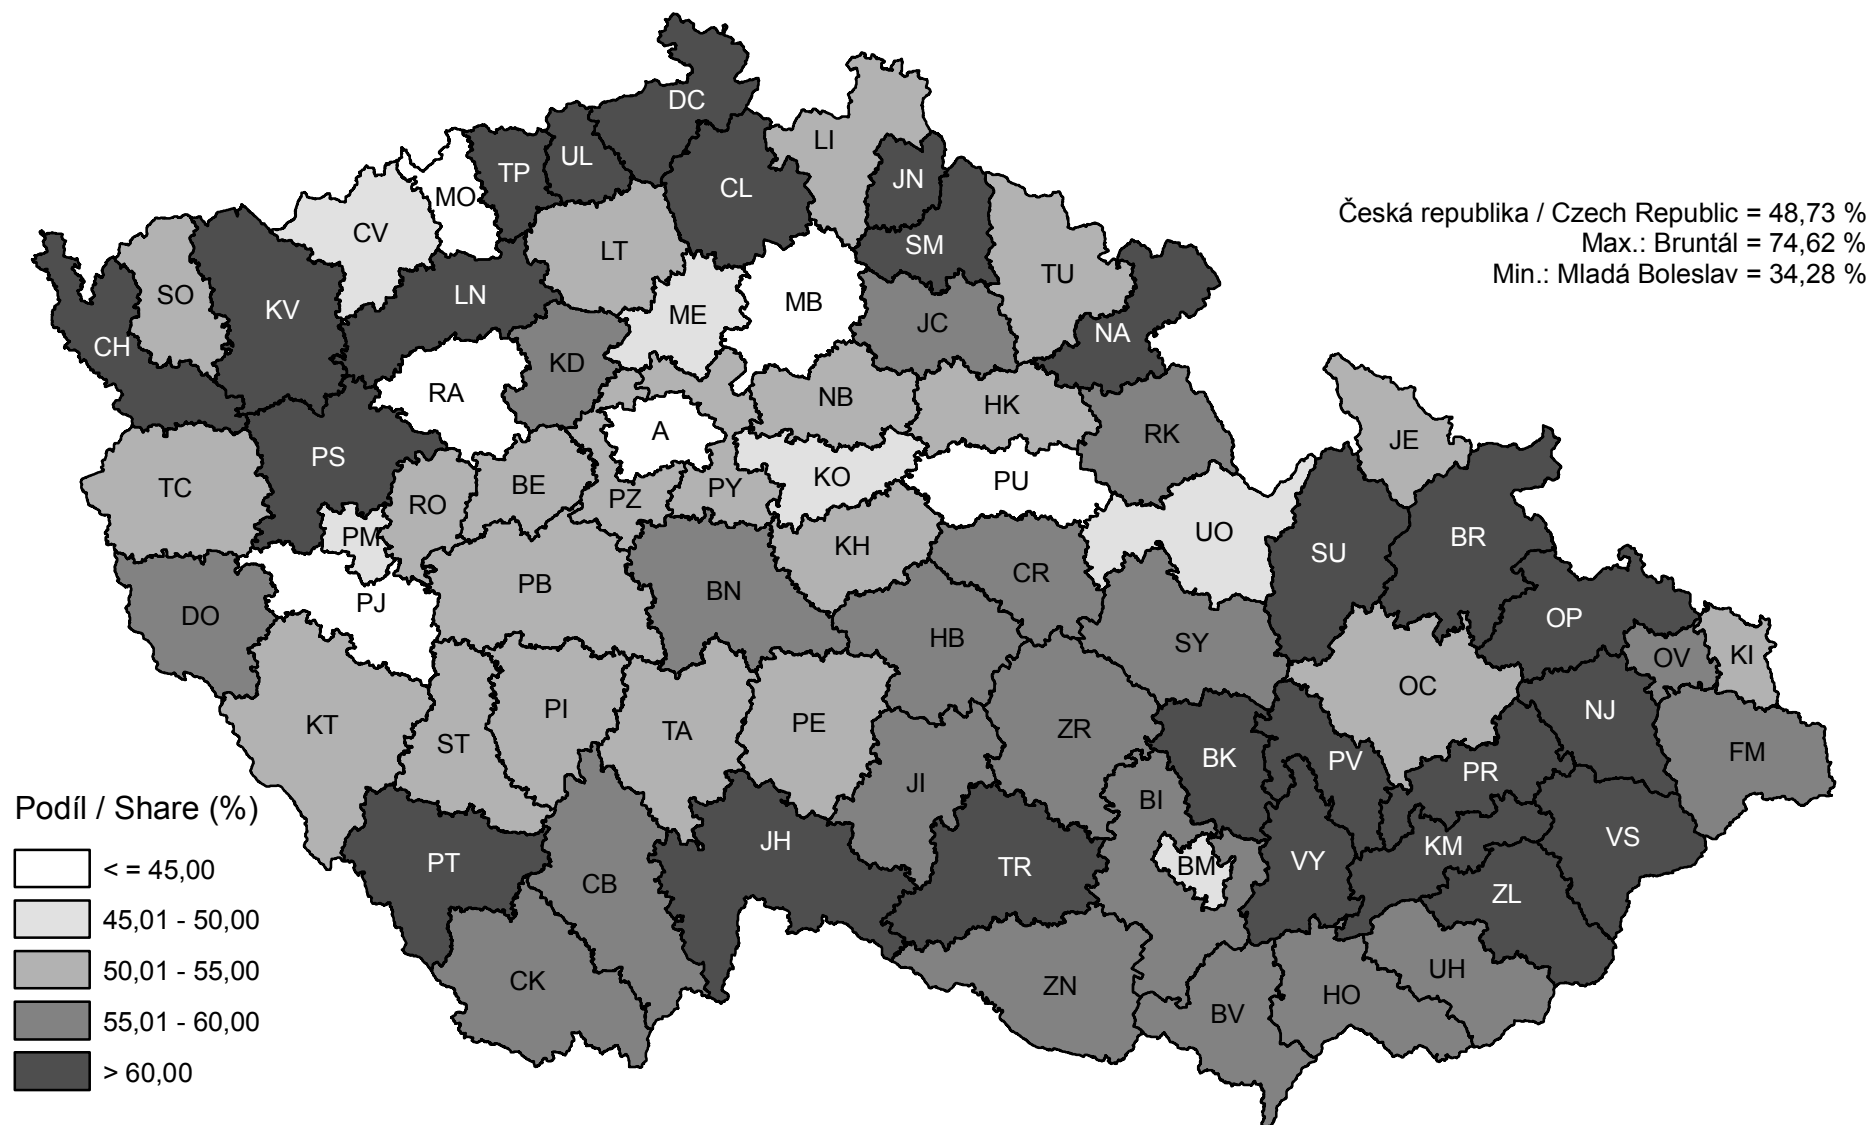 DC
LI
UL
TP
JN
CL
MO
CV
Česká republika / Czech Republic = 48,73 %
Max.: Bruntál = 74,62 %
Min.: Mladá Boleslav = 34,28 %
SM
LT
TU
SO
LN
MB
KV
ME
JC
NA
CH
KD
RA
NB
HK
A
RK
JE
PS
KO
PU
TC
BE
PY
PZ
RO
UO
PM
BR
KH
SU
CR
PB
BN
PJ
DO
OP
HB
SY
KI
OV
OC
PI
NJ
KT
PE
ZR
TA
ST
FM
BK
PV
PR
JI
BI
Podíl / Share (%)
< = 45,00
45,01 - 50,00
50,01 - 55,00
55,01 - 60,00
> 60,00
JH
VS
KM
VY
PT
TR
BM
CB
ZL
UH
CK
ZN
HO
BV